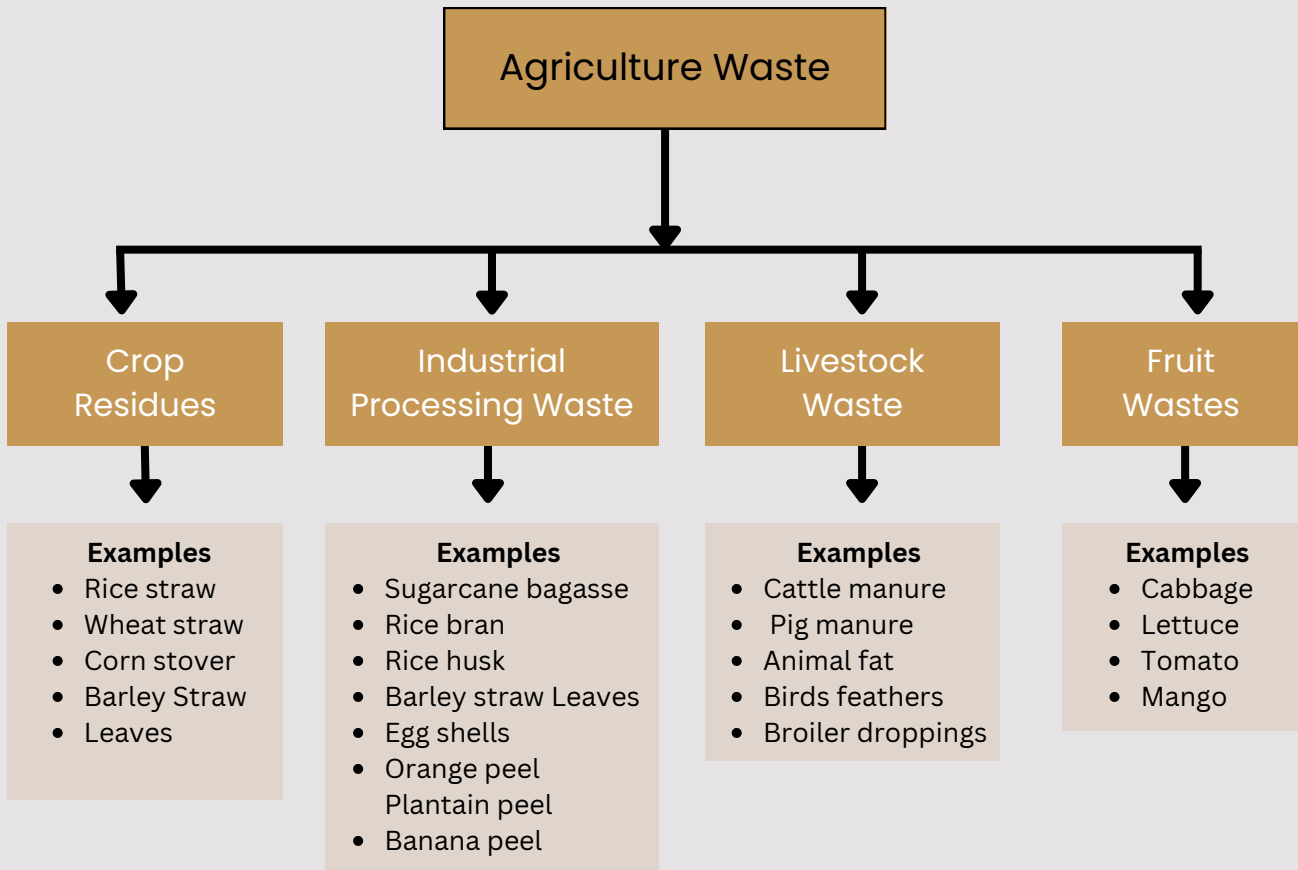 Agriculture Waste
Crop
Residues
Industrial
Processing Waste
Livestock
Waste
Fruit
Wastes
Examples
• Rice straw
• Wheat straw
• Corn stover
• Barley Straw
• Leaves
Examples
• Sugarcane bagasse
• Rice bran
• Rice husk
• Barley straw Leaves
• Egg shells
• Orange peel
Plantain peel
• Banana peel
Examples
• Cattle manure
• Pig manure
• Animal fat
• Birds feathers
• Broiler droppings
Examples
• Cabbage
• Lettuce
• Tomato
• Mango